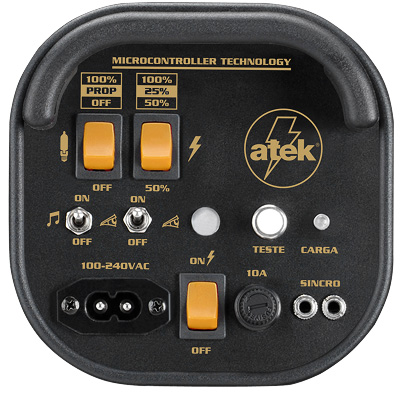 MICROCONTROLLER TECHNOLOGY
100%
PROP
OFF
100%
25%
50%
OFF
50%
atek®
ON
OFF
ON
OFF
TESTE
CARGA
100-240VAC
ON
OFF
10A
SINCRO